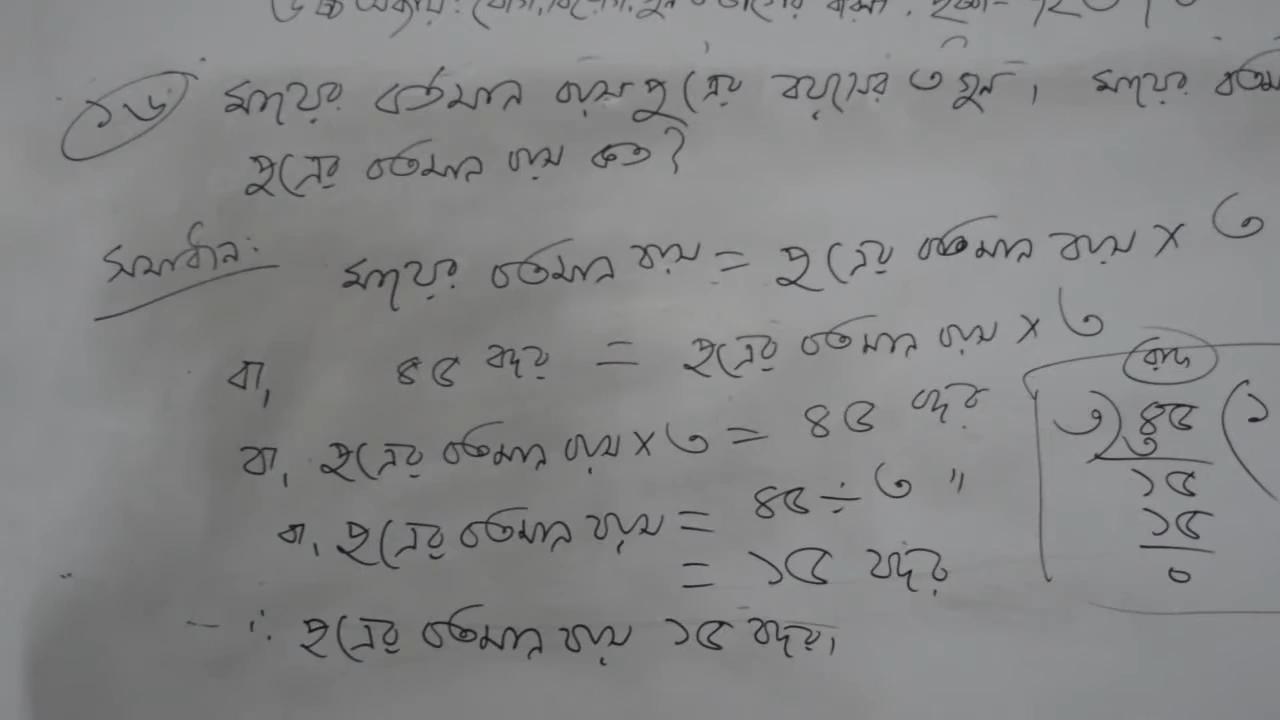 ১৬ মায়ের বর্তমান বয়স পুত্রের বয়সের ৩ গুন। মায়ের
পুত্রের বর্তমান বয়স কত?
সমাধান: মায়ের বর্তমান বয়স = পুত্রের বর্তমান বয়স × ৩
বা, ৪৫ বছর = পুত্রের বর্তমান বয়স × ৩
বা, পুত্রের বর্তমান বয়স × ৩ = ৪৫ বছর
বা, পুত্রের বর্তমান বয়স = ৪৫ ÷ ৩ "
= ১৫ বছর
∴ পুত্রের বর্তমান বয়স ১৫ বছর।
৩)৪৫(১
৩
১৫
১৫
০